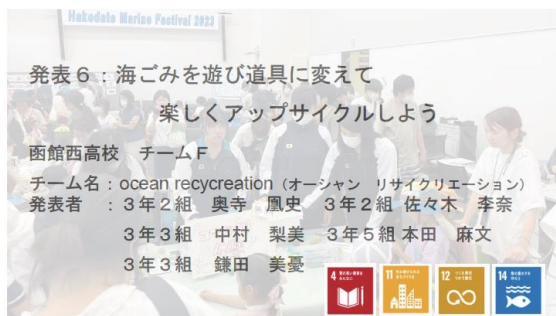 Hakodate Marine Festival 2023
発表６：海ごみを遊び道具に変えて
楽しくアップサイクルしよう
函館西高校　チームＦ
チーム名：ocean recycreation（オーシャン　リサイクリエーション）
発表者　：３年２組　奥寺　凰史　３年２組 佐々木　李奈
３年３組　中村　梨美　３年５組 本田　麻文
３年３組　鎌田　美憂
4 11 12 14